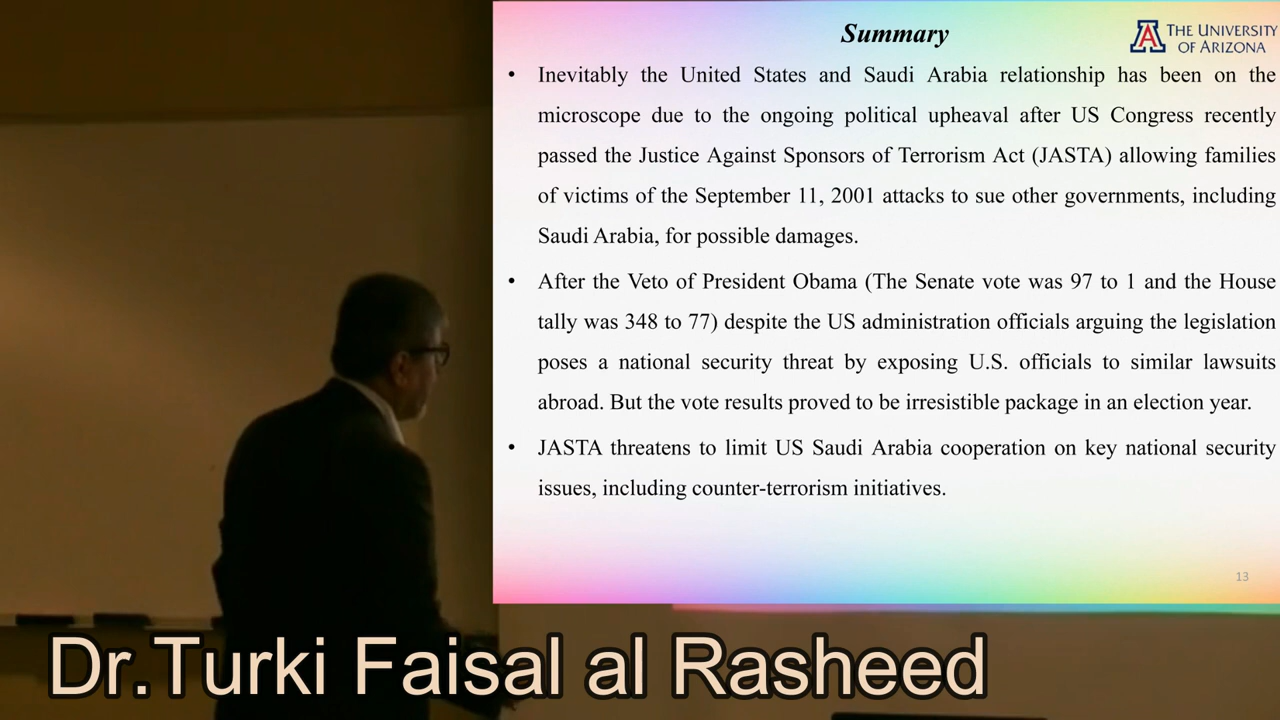 Summary
THE UNIVERSITY
OF ARIZONA
• Inevitably the United States and Saudi Arabia relationship has been on the
microscope due to the ongoing political upheaval after US Congress recently
passed the Justice Against Sponsors of Terrorism Act (JASTA) allowing families
of victims of the September 11, 2001 attacks to sue other governments, including
Saudi Arabia, for possible damages.
• After the Veto of President Obama (The Senate vote was 97 to 1 and the House
tally was 348 to 77) despite the US administration officials arguing the legislation
poses a national security threat by exposing U.S. officials to similar lawsuits
abroad. But the vote results proved to be irresistible package in an election year.
• JASTA threatens to limit US Saudi Arabia cooperation on key national security
issues, including counter-terrorism initiatives.
13
Dr.Turki Faisal al Rasheed